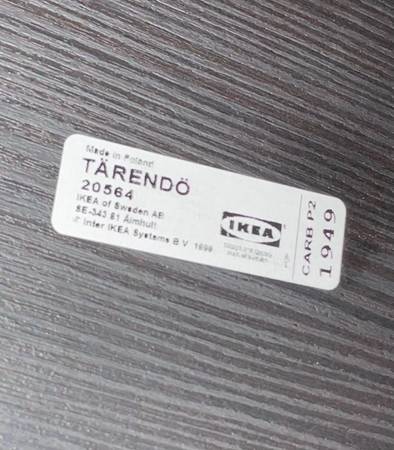 Made in Poland
TÄRENDÖ
20564
IKEA of Sweden AB
SE-343 81 Älmhult
© Inter IKEA Systems B.V. 1999
IKEA
CARB P2
1949